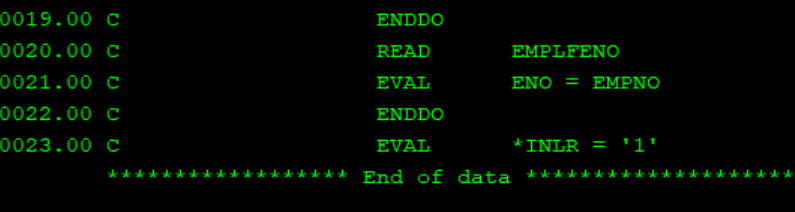 0019.00 C                   ENDDO
0020.00 C                   READ      EMPLFENO
0021.00 C                   EVAL      ENO = EMPNO
0022.00 C                   ENDDO
0023.00 C                   EVAL      *INLR = '1'
****************** End of data ********************